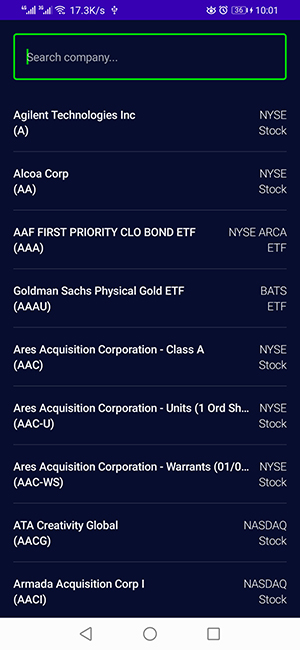 4G 3G 17.3K/s 36 10:01
Search company...
Agilent Technologies Inc NYSE
(A) Stock
Alcoa Corp NYSE
(AA) Stock
AAF FIRST PRIORITY CLO BOND ETF NYSE ARCA
(AAA) ETF
Goldman Sachs Physical Gold ETF BATS
(AAAU) ETF
Ares Acquisition Corporation - Class A NYSE
(AAC) Stock
Ares Acquisition Corporation - Units (1 Ord Sh... NYSE
(AAC-U) Stock
Ares Acquisition Corporation - Warrants (01/0... NYSE
(AAC-WS) Stock
ATA Creativity Global NASDAQ
(AACG) Stock
Armada Acquisition Corp I NASDAQ
(AACI) Stock